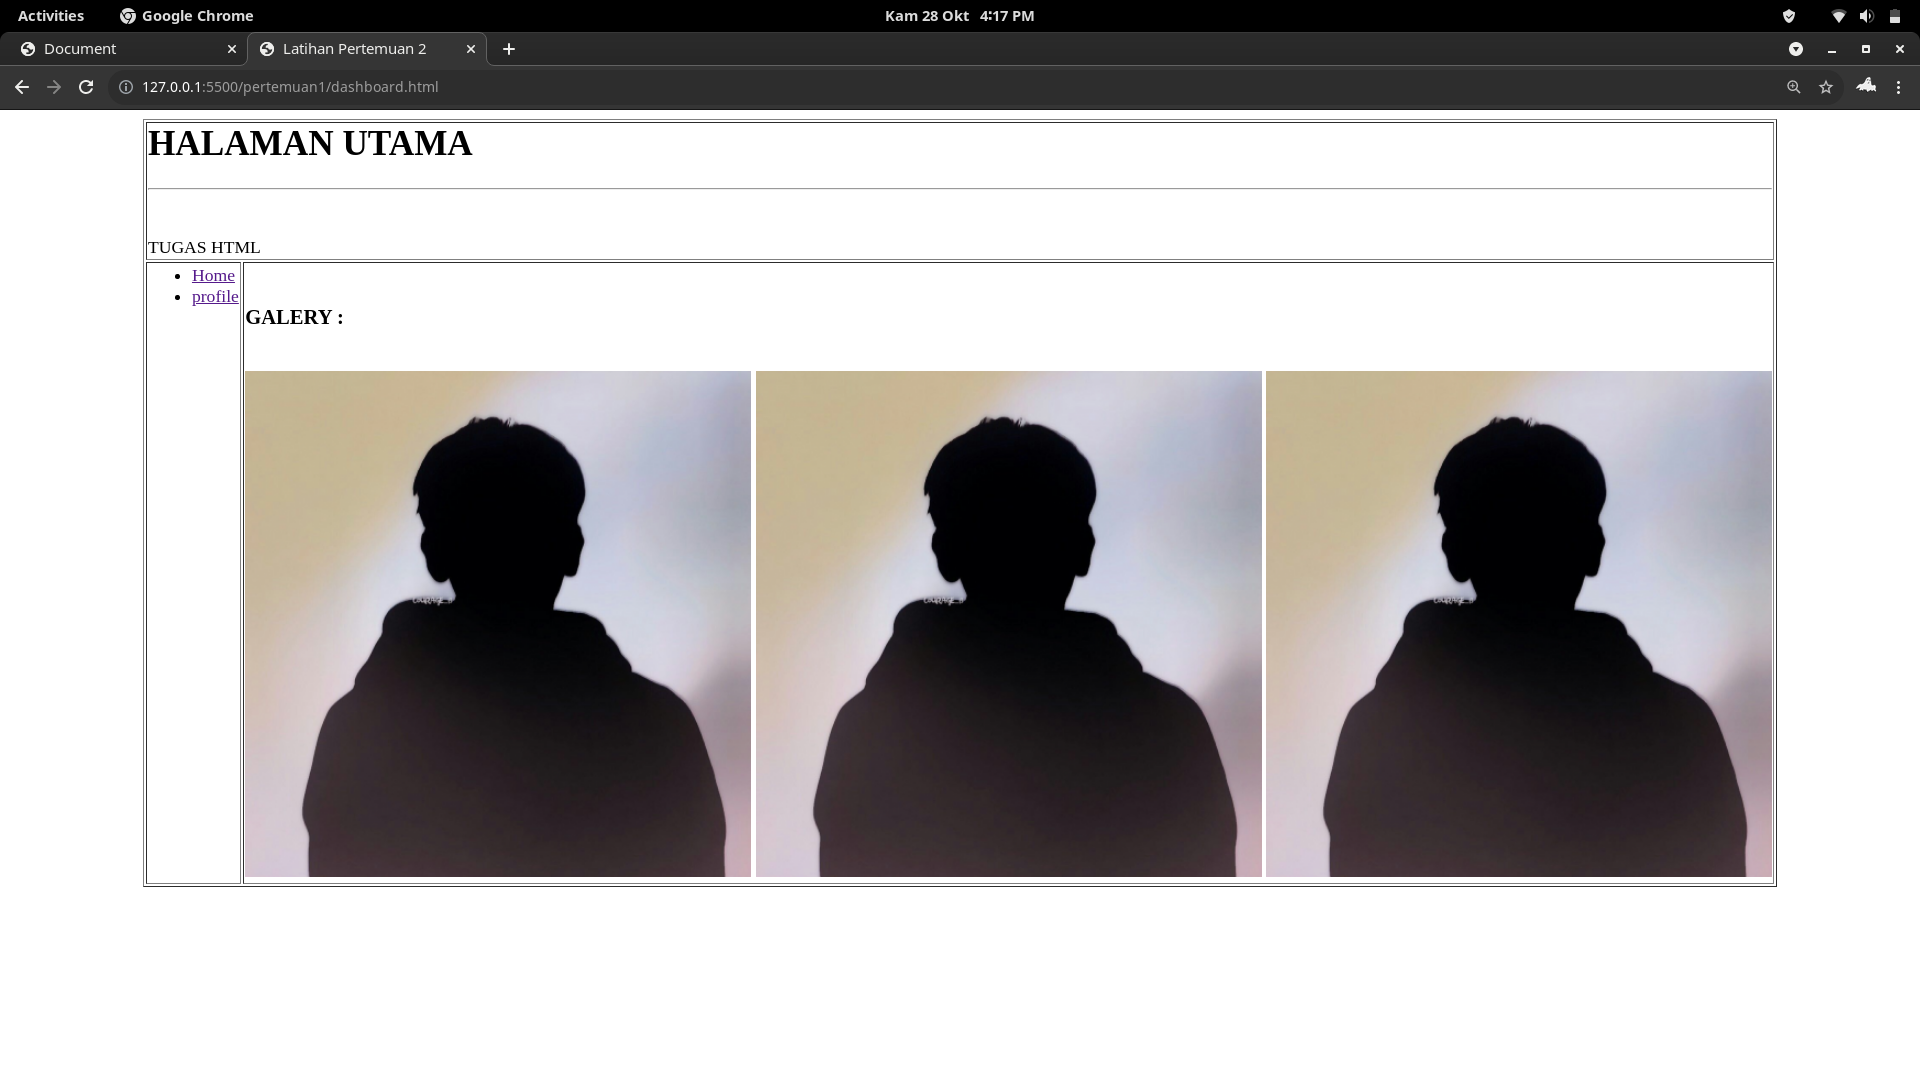 Activities Google Chrome Kam 28 Okt 4:17 PM
Document Latihan Pertemuan 2
127.0.0.1:5500/pertemuan1/dashboard.html
HALAMAN UTAMA
TUGAS HTML
Home
profile
GALERY :